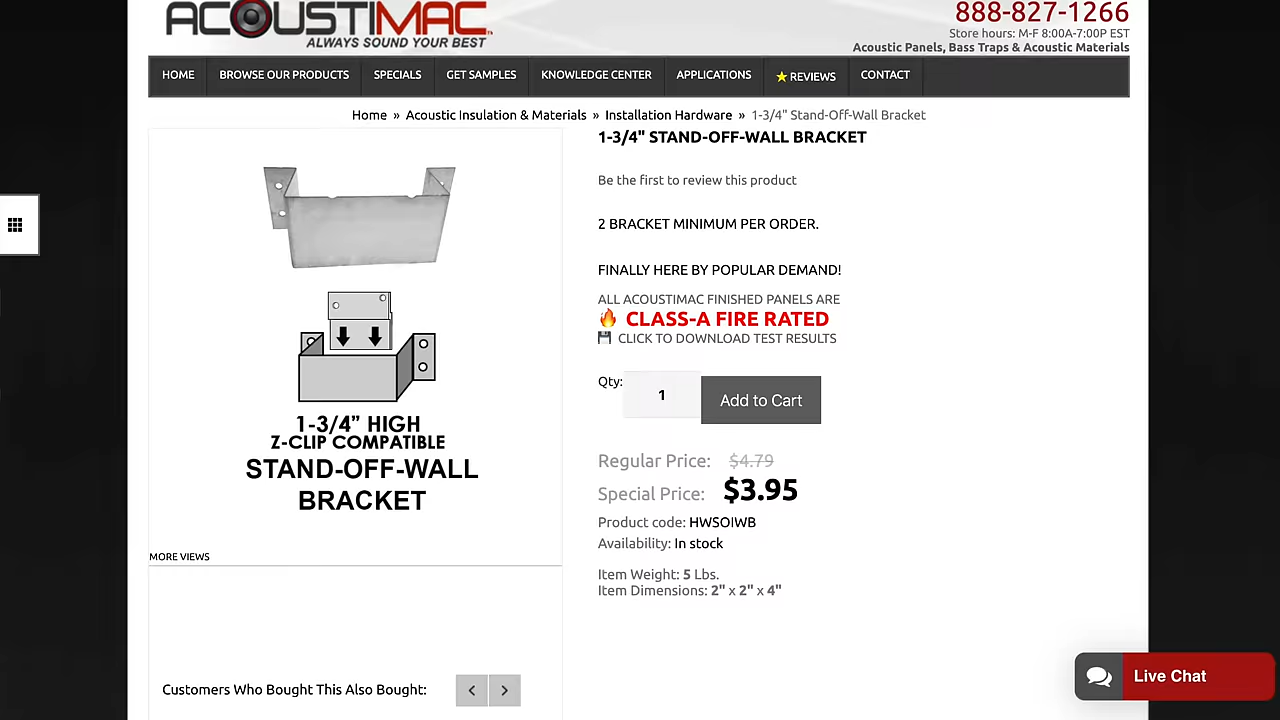 ACOUSTIMAC
ALWAYS SOUND YOUR BEST
888-827-1266
Store hours: M-F 8:00A-7:00P EST
Acoustic Panels, Bass Traps & Acoustic Materials
HOME BROWSE OUR PRODUCTS SPECIALS GET SAMPLES KNOWLEDGE CENTER APPLICATIONS REVIEWS CONTACT
Home » Acoustic Insulation & Materials » Installation Hardware » 1-3/4" Stand-Off-Wall Bracket
1-3/4" STAND-OFF-WALL BRACKET
Be the first to review this product
2 BRACKET MINIMUM PER ORDER.
FINALLY HERE BY POPULAR DEMAND!
ALL ACOUSTIMAC FINISHED PANELS ARE
CLASS-A FIRE RATED
CLICK TO DOWNLOAD TEST RESULTS
Qty: 1 Add to Cart
Regular Price: $4.79
Special Price: $3.95
Product code: HWSOIWB
Availability: In stock
Item Weight: 5 Lbs.
Item Dimensions: 2" x 2" x 4"
1-3/4” HIGH
Z-CLIP COMPATIBLE
STAND-OFF-WALL
BRACKET
MORE VIEWS
Customers Who Bought This Also Bought:
Live Chat